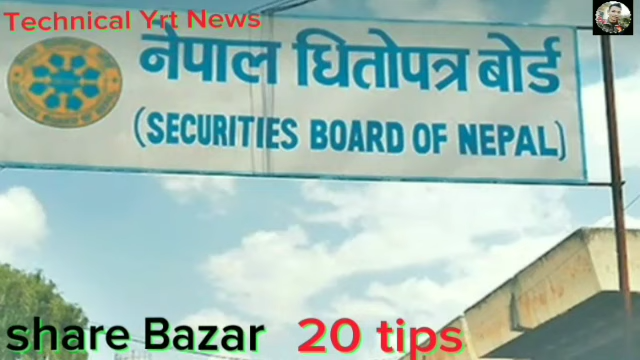 Technical Yrt News
नेपाल धितोपत्र बोर्ड
(SECURITIES BOARD OF NEPAL)
share Bazar 20 tips